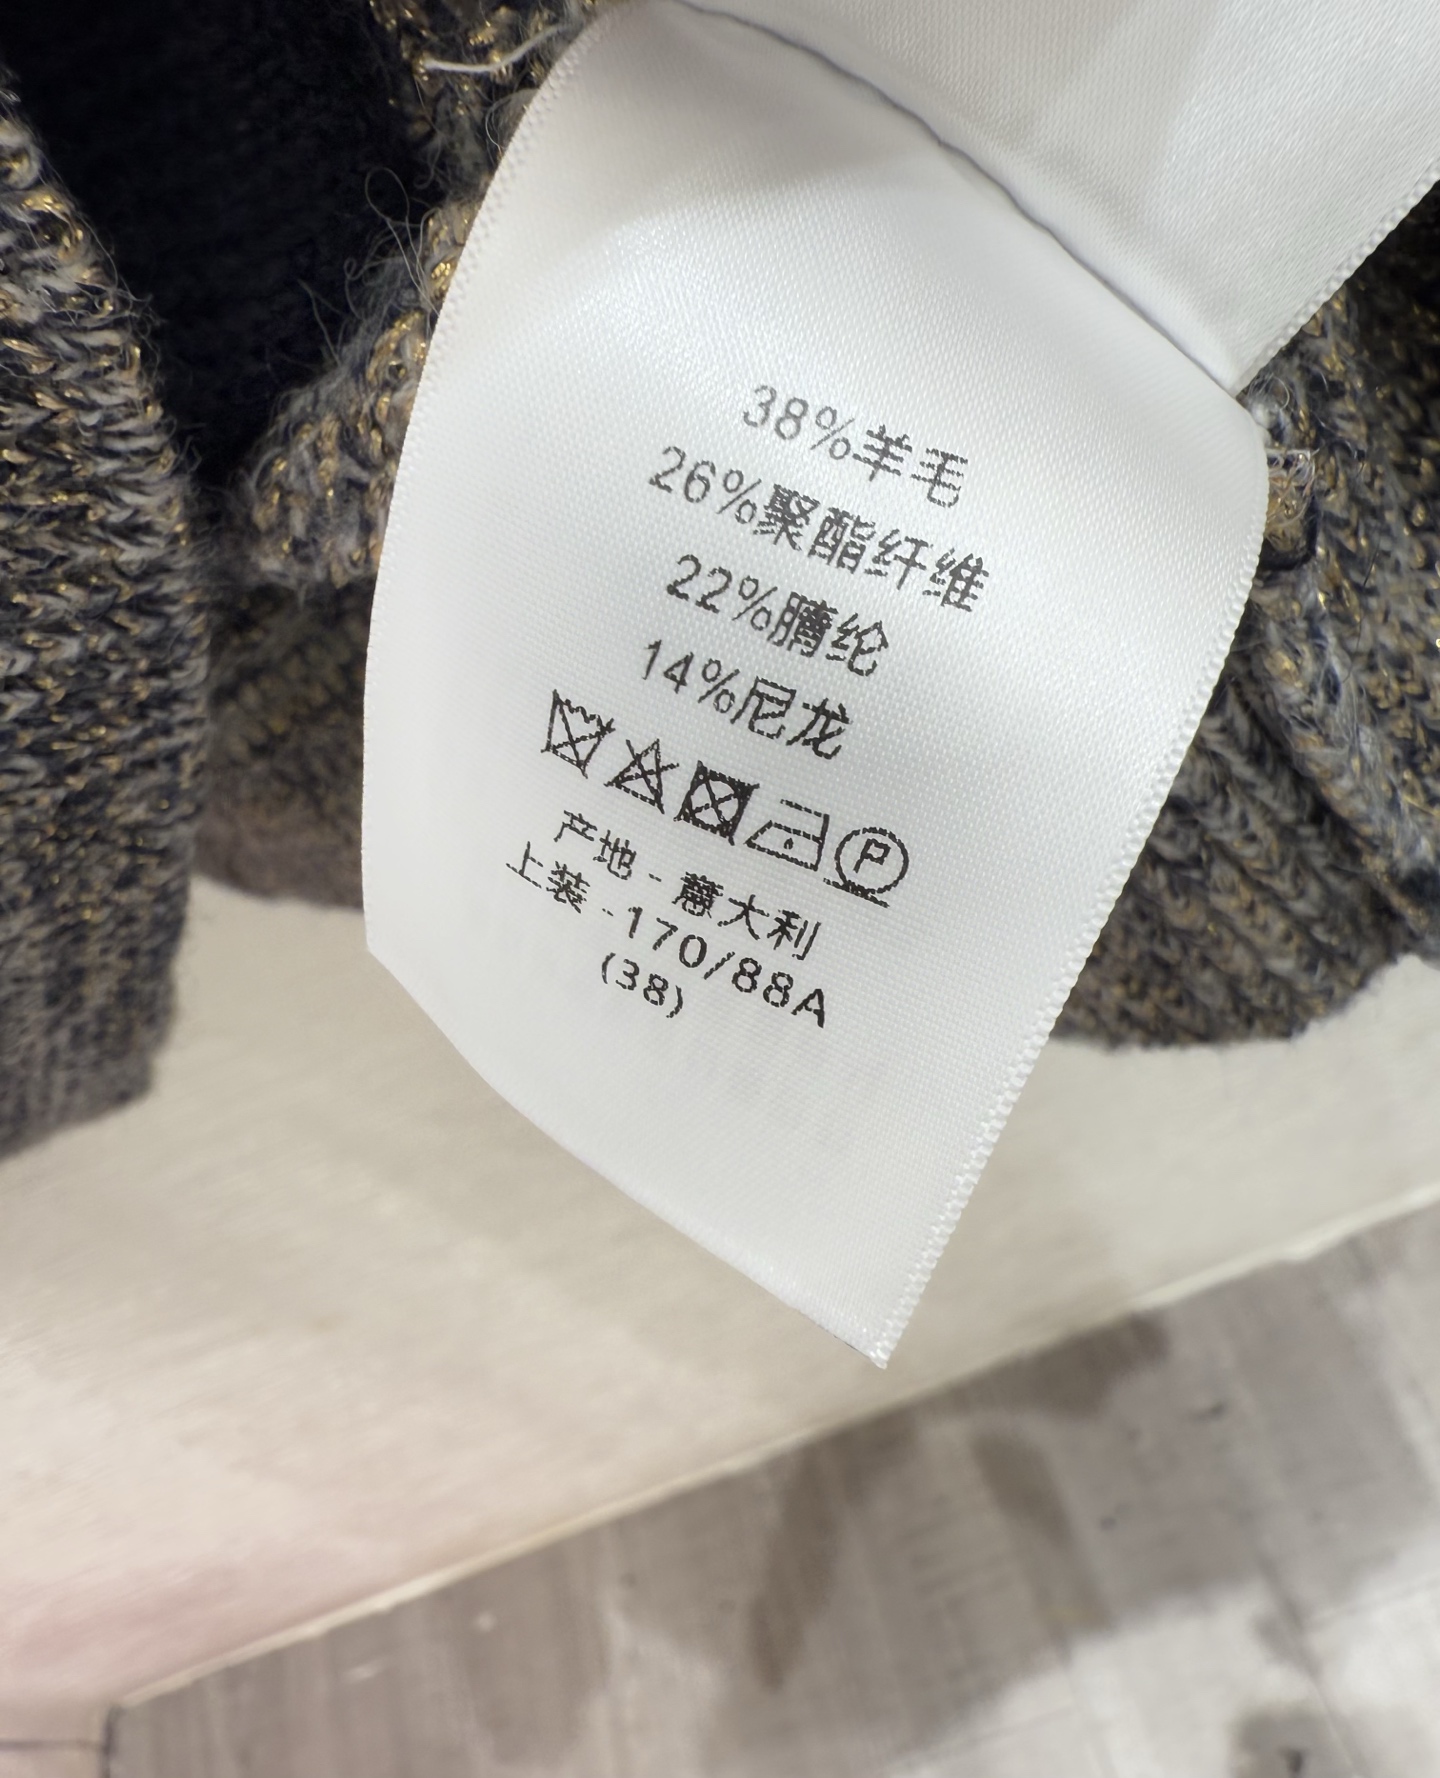 38%羊毛
26%聚酯纤维
22%腈纶
14%尼龙
P
产地 - 意大利
上装 - 170/88A
(38)